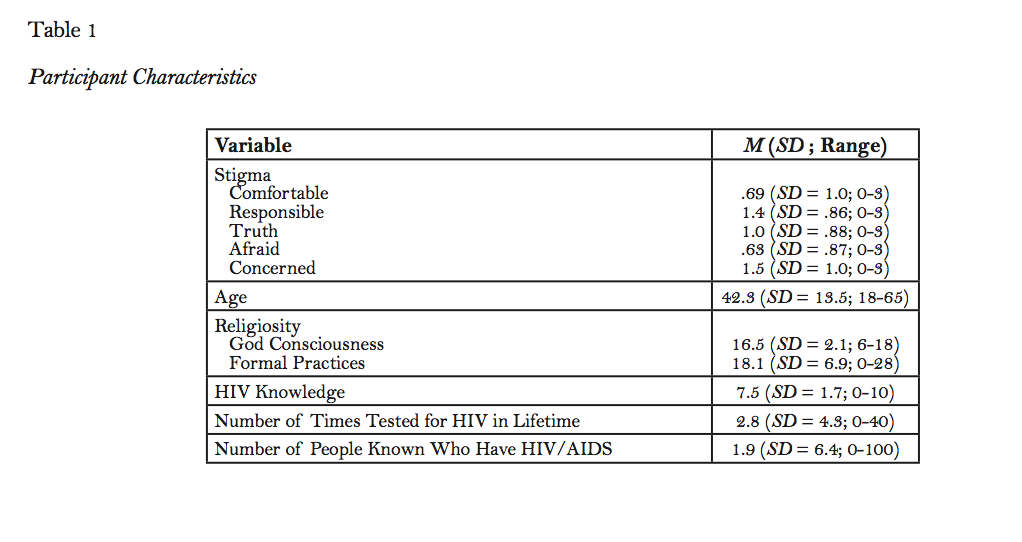 Table 1
Participant Characteristics
Variable M (SD ; Range)
Stigma
Comfortable .69 (SD = 1.0; 0-3)
Responsible 1.4 (SD = .86; 0-3)
Truth 1.0 (SD = .88; 0-3)
Afraid .63 (SD = .87; 0-3)
Concerned 1.5 (SD = 1.0; 0-3)
Age 42.3 (SD = 13.5; 18-65)
Religiosity
God Consciousness 16.5 (SD = 2.1; 6-18)
Formal Practices 18.1 (SD = 6.9; 0-28)
HIV Knowledge 7.5 (SD = 1.7; 0-10)
Number of Times Tested for HIV in Lifetime 2.8 (SD = 4.3; 0-40)
Number of People Known Who Have HIV/AIDS 1.9 (SD = 6.4; 0-100)